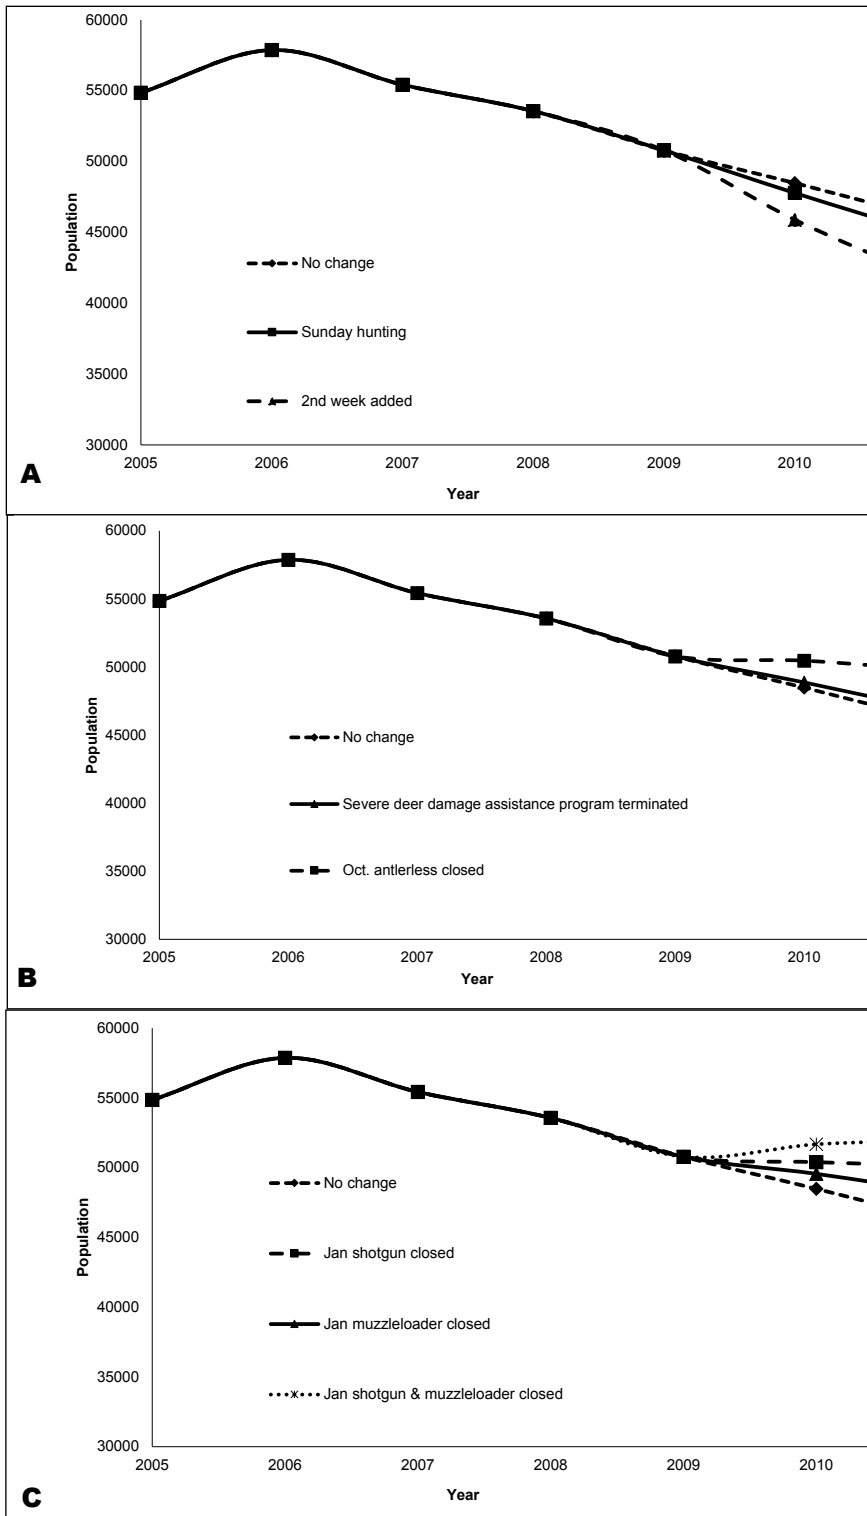 60000
55000
50000
45000
40000
35000
30000
Population
No change
Sunday hunting
2nd week added
2005 2006 2007 2008 2009 2010
Year
A
60000
55000
50000
45000
40000
35000
30000
Population
No change
Severe deer damage assistance program terminated
Oct. antlerless closed
2005 2006 2007 2008 2009 2010
Year
B
60000
55000
50000
45000
40000
35000
30000
Population
No change
Jan shotgun closed
Jan muzzleloader closed
Jan shotgun & muzzleloader closed
2005 2006 2007 2008 2009 2010
Year
C